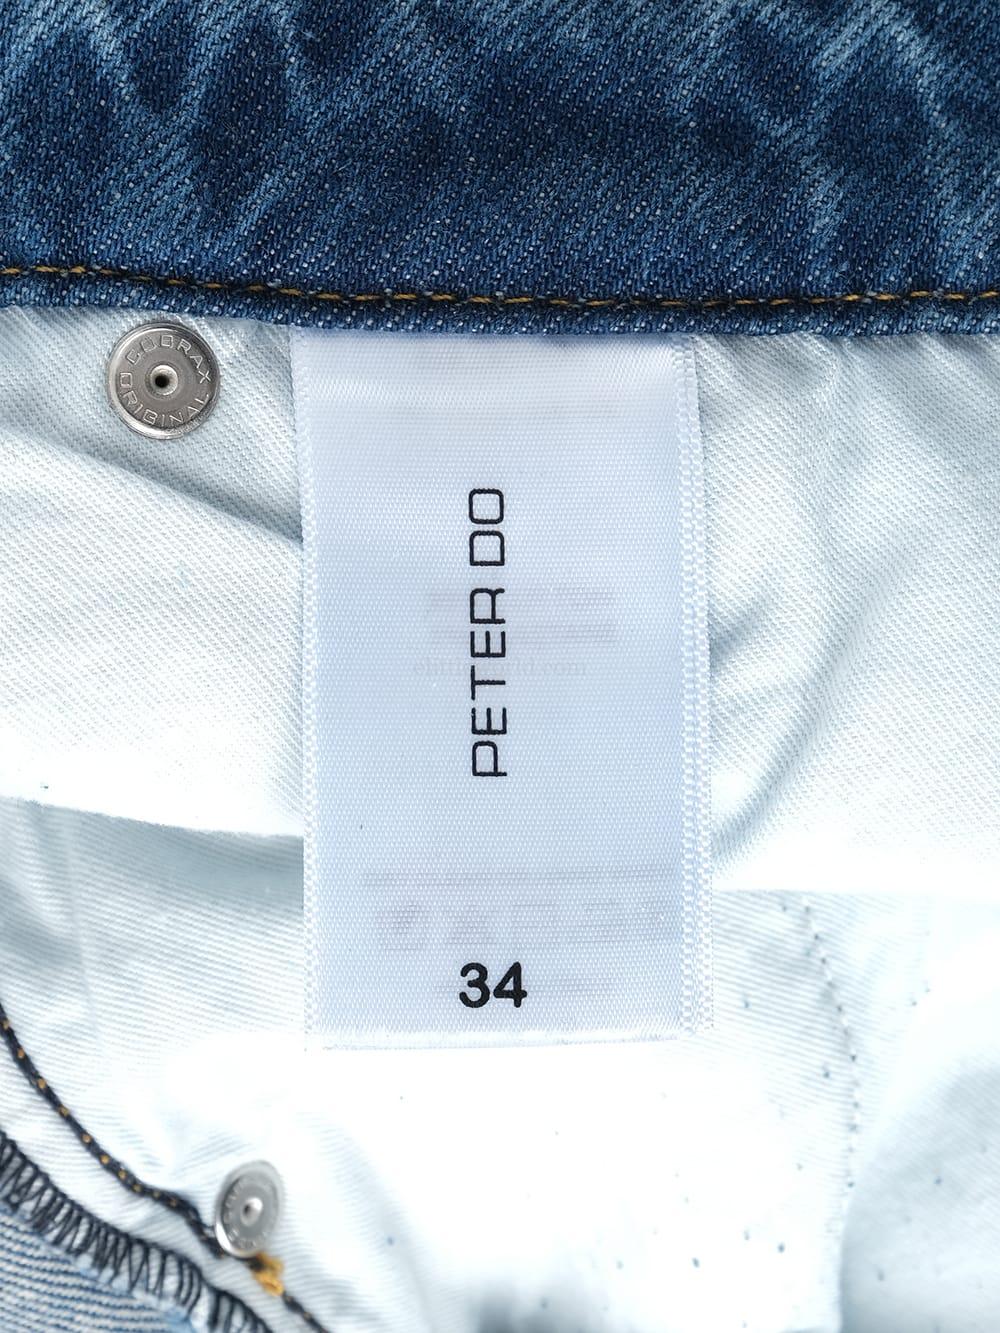 COBRAX
ORIGINAL
PETER DO
34